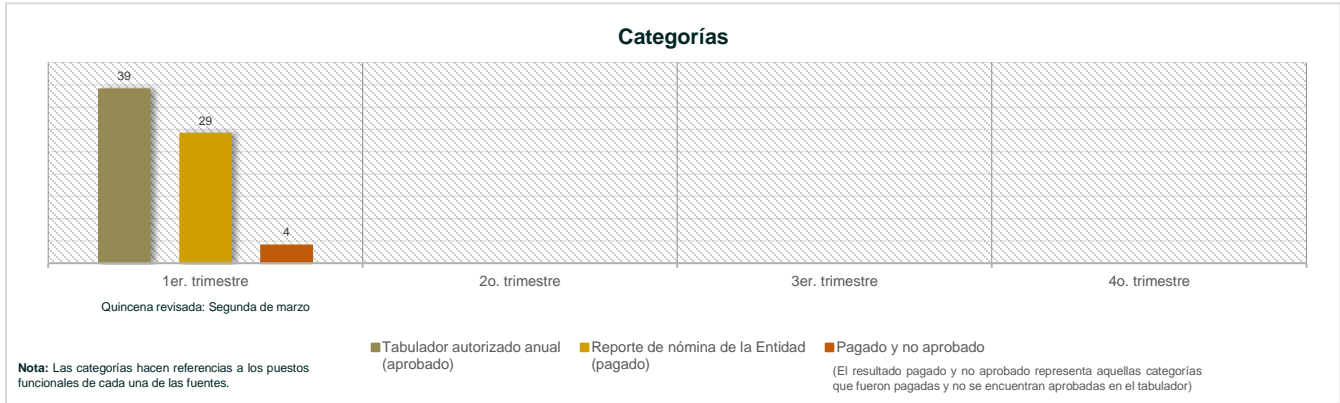 Categorías
39
29
4
1er. trimestre
2o. trimestre
3er. trimestre
4o. trimestre
Quincena revisada: Segunda de marzo
Tabulador autorizado anual
(aprobado)
Reporte de nómina de la Entidad
(pagado)
Pagado y no aprobado
(El resultado pagado y no aprobado representa aquellas categorías
que fueron pagadas y no se encuentran aprobadas en el tabulador)
Nota: Las categorías hacen referencias a los puestos
funcionales de cada una de las fuentes.